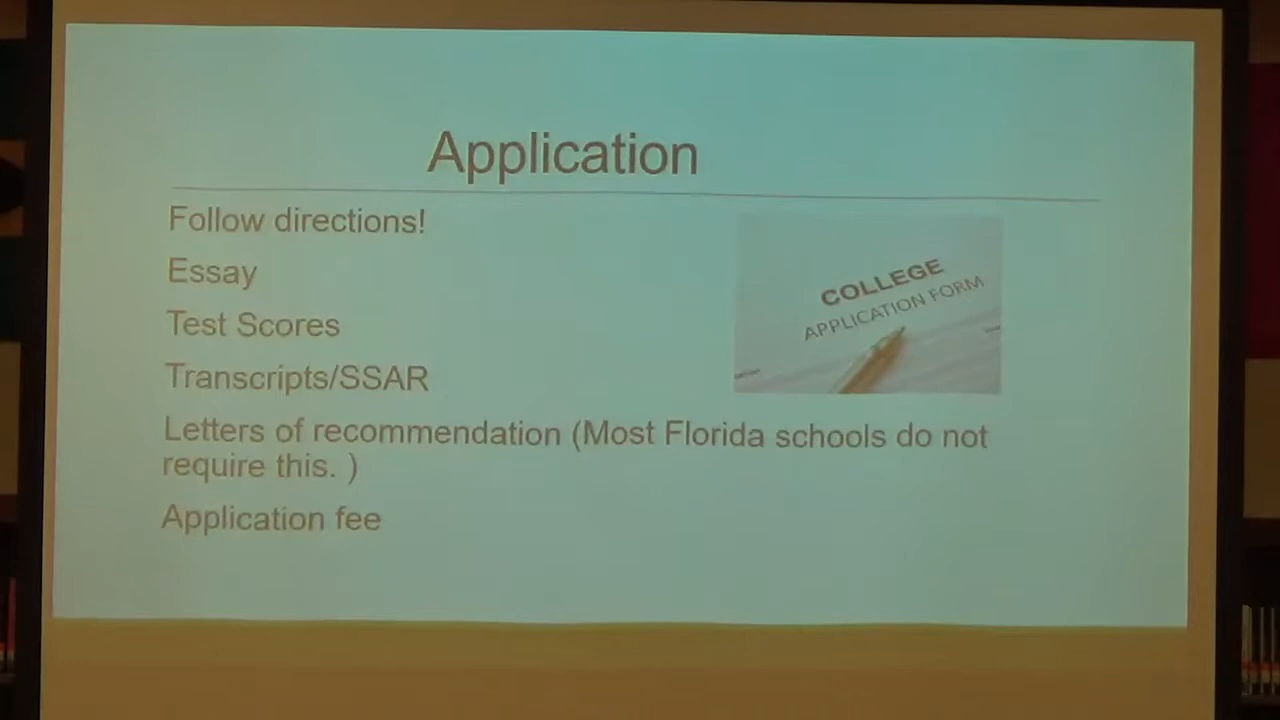 Application
Follow directions!
Essay
Test Scores
Transcripts/SSAR
Letters of recommendation (Most Florida schools do not
require this. )
Application fee
COLLEGE
APPLICATION FORM